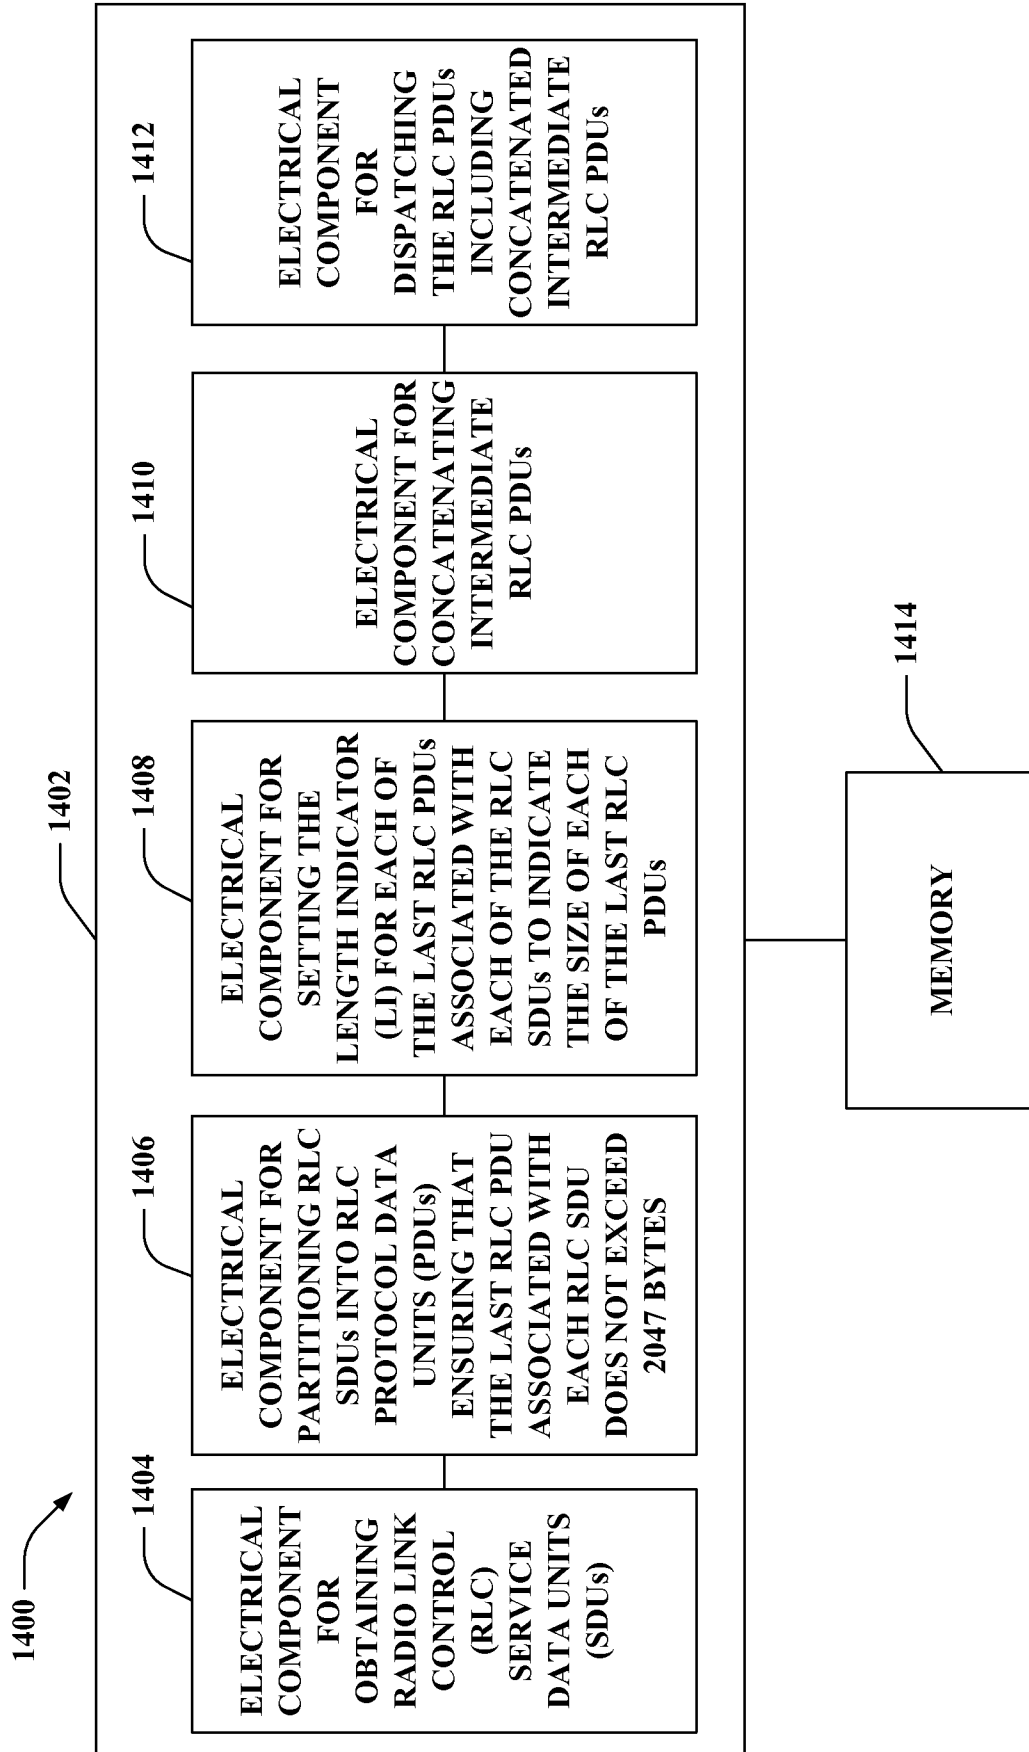 1400
1402
1404
ELECTRICAL
COMPONENT
FOR
OBTAINING
RADIO LINK
CONTROL
(RLC)
SERVICE
DATA UNITS
(SDUs)
1406
ELECTRICAL
COMPONENT FOR
PARTITIONING RLC
SDUs INTO RLC
PROTOCOL DATA
UNITS (PDUs)
ENSURING THAT
THE LAST RLC PDU
ASSOCIATED WITH
EACH RLC SDU
DOES NOT EXCEED
2047 BYTES
1408
ELECTRICAL
COMPONENT FOR
SETTING THE
LENGTH INDICATOR
(LI) FOR EACH OF
THE LAST RLC PDUs
ASSOCIATED WITH
EACH OF THE RLC
SDUs TO INDICATE
THE SIZE OF EACH
OF THE LAST RLC
PDUs
1410
ELECTRICAL
COMPONENT FOR
CONCATENATING
INTERMEDIATE
RLC PDUs
1412
ELECTRICAL
COMPONENT
FOR
DISPATCHING
THE RLC PDUs
INCLUDING
CONCATENATED
INTERMEDIATE
RLC PDUs
1414
MEMORY